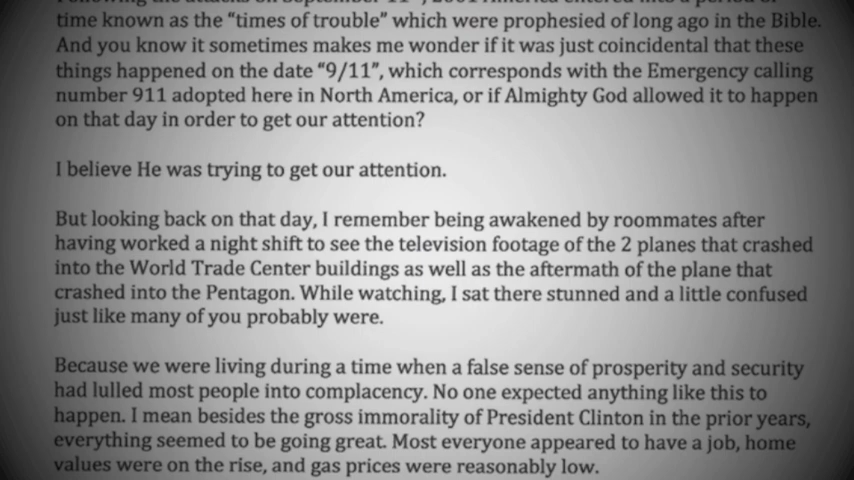 time known as the “times of trouble” which were prophesied of long ago in the Bible.
And you know it sometimes makes me wonder if it was just coincidental that these
things happened on the date “9/11”, which corresponds with the Emergency calling
number 911 adopted here in North America, or if Almighty God allowed it to happen
on that day in order to get our attention?
I believe He was trying to get our attention.
But looking back on that day, I remember being awakened by roommates after
having worked a night shift to see the television footage of the 2 planes that crashed
into the World Trade Center buildings as well as the aftermath of the plane that
crashed into the Pentagon. While watching, I sat there stunned and a little confused
just like many of you probably were.
Because we were living during a time when a false sense of prosperity and security
had lulled most people into complacency. No one expected anything like this to
happen. I mean besides the gross immorality of President Clinton in the prior years,
everything seemed to be going great. Most everyone appeared to have a job, home
values were on the rise, and gas prices were reasonably low.